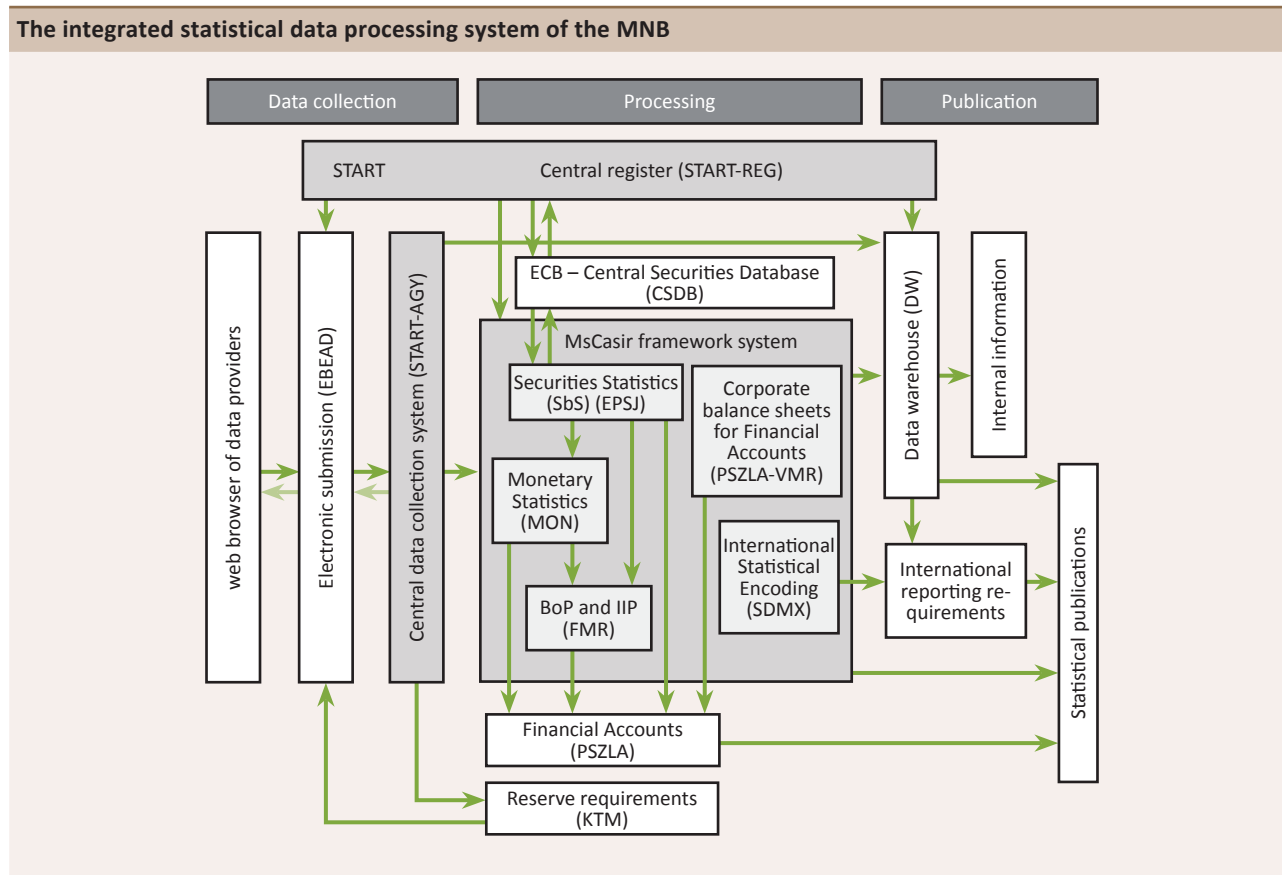 The integrated statistical data processing system of the MNB
Data collection
Processing
Publication
START
Central register (START-REG)
web browser of data providers
Electronic submission (EBEAD)
Central data collection system (START-AGY)
ECB – Central Securities Database
(CSDB)
MsCasir framework system
Securities Statistics
(SbS) (EPSJ)
Monetary
Statistics
(MON)
BoP and IIP
(FMR)
Corporate
balance sheets
for Financial
Accounts
(PSZLA-VMR)
International
Statistical
Encoding
(SDMX)
Financial Accounts
(PSZLA)
Reserve requirements
(KTM)
Data warehouse (DW)
Internal information
International
reporting re-
quirements
Statistical publications